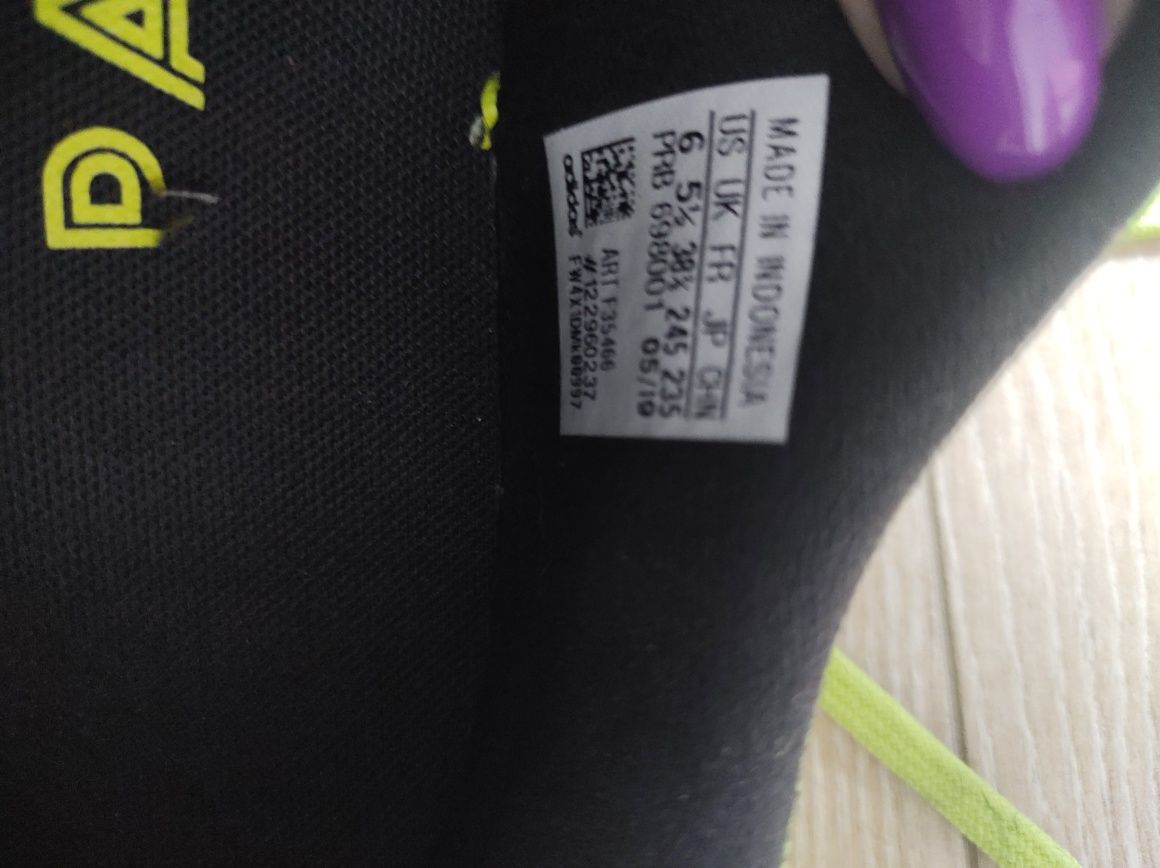 PA
MADE IN INDONESIA
US UK FR JP CHN
6 5½ 38⅔ 245 235
PRB 698001 05/19
adidas
ART F35466
#122960237